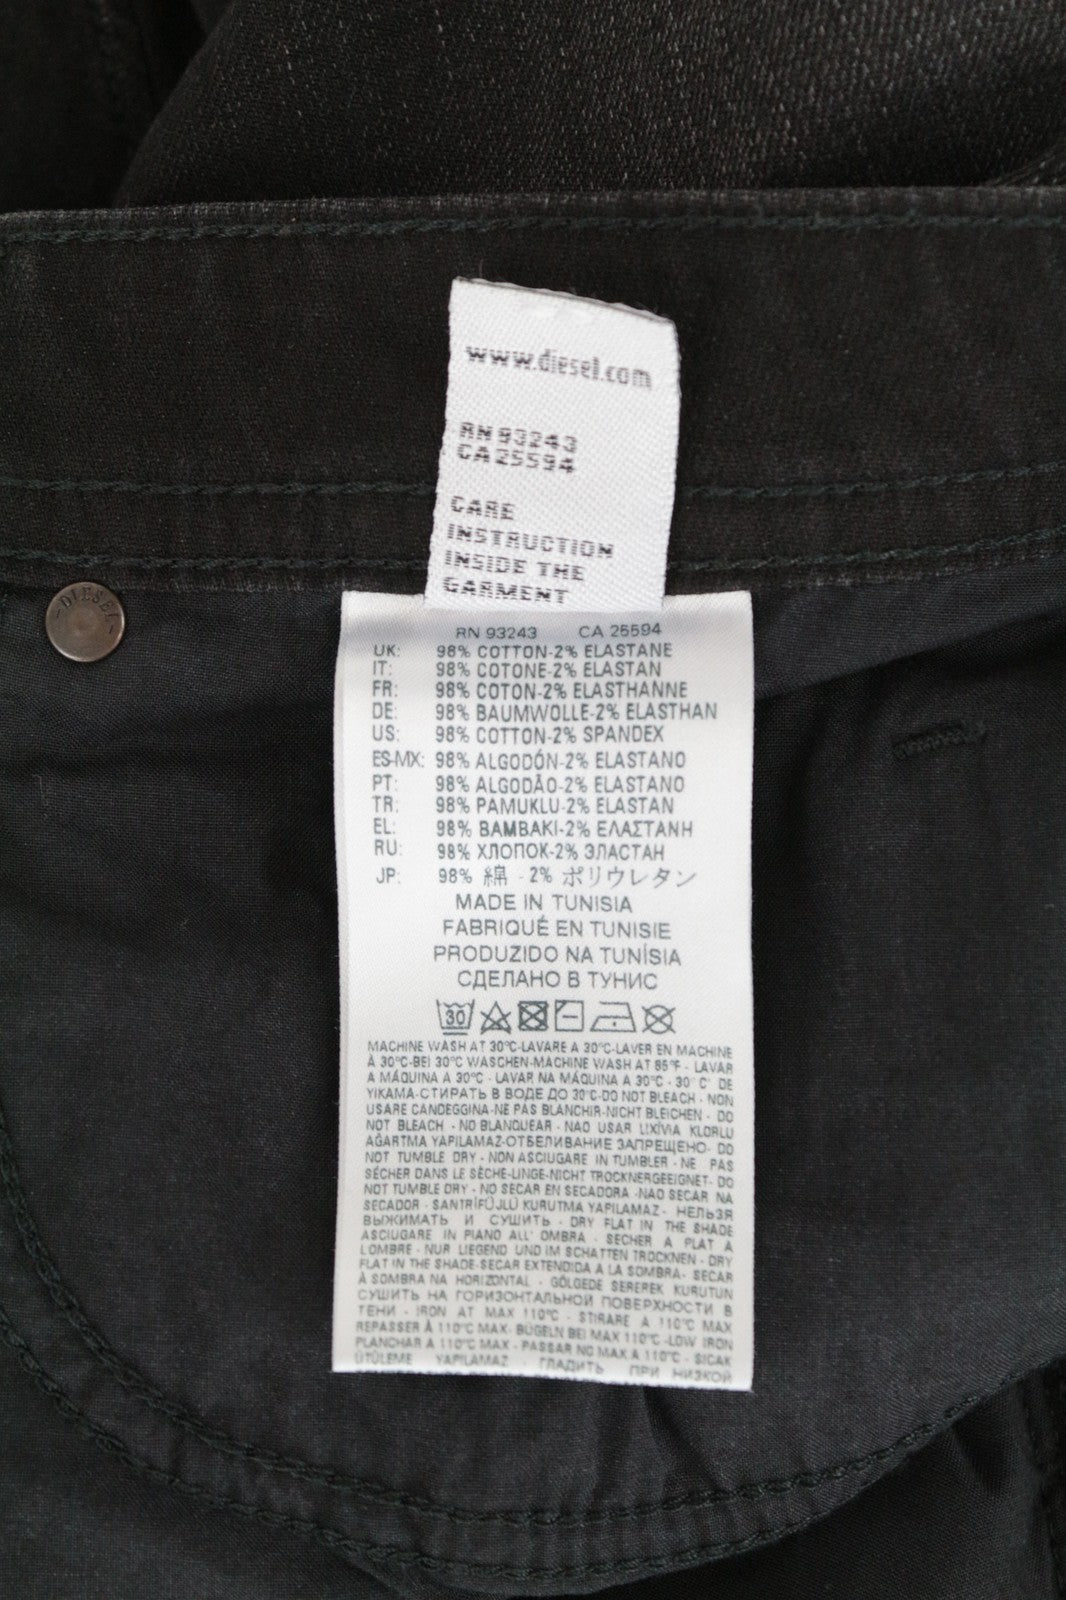 www.diesel.com
RN 93243
CA 25594
CARE
INSTRUCTION
INSIDE THE
GARMENT
DIESEL
RN 93243 CA 25594
UK: 98% COTTON-2% ELASTANE
IT: 98% COTONE-2% ELASTAN
FR: 98% COTON-2% ELASTHANNE
DE: 98% BAUMWOLLE-2% ELASTHAN
US: 98% COTTON-2% SPANDEX
ES-MX: 98% ALGODÓN-2% ELASTANO
PT: 98% ALGODÃO-2% ELASTANO
TR: 98% PAMUKLU-2% ELASTAN
EL: 98% ΒΑΜΒΑΚΙ-2% ΕΛΑΣΤΑΝΗ
RU: 98% ХЛОПОК-2% ЭЛАСТАН
JP: 98% 綿 - 2% ポリウレタン
MADE IN TUNISIA
FABRIQUÉ EN TUNISIE
PRODUZIDO NA TUNÍSIA
СДЕЛАНО В ТУНИС
30
MACHINE WASH AT 30°C-LAVARE A 30°C-LAVER EN MACHINE
À 30°C-BEI 30°C WASCHEN-MACHINE WASH AT 85°F - LAVAR
A MÁQUINA A 30°C - LAVAR NA MÁQUINA A 30°C - 30° C' DE
YIKAMA-СТИРАТЬ В ВОДЕ ДО 30°C-DO NOT BLEACH - NON
USARE CANDEGGINA-NE PAS BLANCHIR-NICHT BLEICHEN - DO
NOT BLEACH - NO BLANQUEAR - NAO USAR LIXÍVIA KLORLU
AĞARTMA YAPILAMAZ-ОТБЕЛИВАНИЕ ЗАПРЕЩЕНО- DO
NOT TUMBLE DRY - NON ASCIUGARE IN TUMBLER - NE PAS
SÉCHER DANS LE SÈCHE-LINGE-NICHT TROCKNERGEEIGNET- DO
NOT TUMBLE DRY - NO SECAR EN SECADORA -NAO SECAR NA
SECADOR - SANTRİFÜJLÜ KURUTMA YAPILAMAZ - НЕЛЬЗЯ
ВЫЖИМАТЬ И СУШИТЬ - DRY FLAT IN THE SHADE
ASCIUGARE IN PIANO ALL' OMBRA - SECHER A PLAT A
L'OMBRE - NUR LIEGEND UND IM SCHATTEN TROCKNEN - DRY
FLAT IN THE SHADE-SECAR EXTENDIDA A LA SOMBRA- SECAR
À SOMBRA NA HORIZONTAL - GÖLGEDE SEREREK KURUTUN
СУШИТЬ НА ГОРИЗОНТАЛЬНОЙ ПОВЕРХНОСТИ В
ТЕНИ - IRON AT MAX 110°C - STIRARE A 110°C MAX
REPASSER À 110°C MAX- BÜGELN BEI MAX 110°C -LOW IRON
PLANCHAR A 110°C MAX - PASSAR NO MAX A 110°C - SICAK
ÜTÜLEME YAPILAMAZ - ГЛАДИТЬ ПРИ НИЗКОЙ